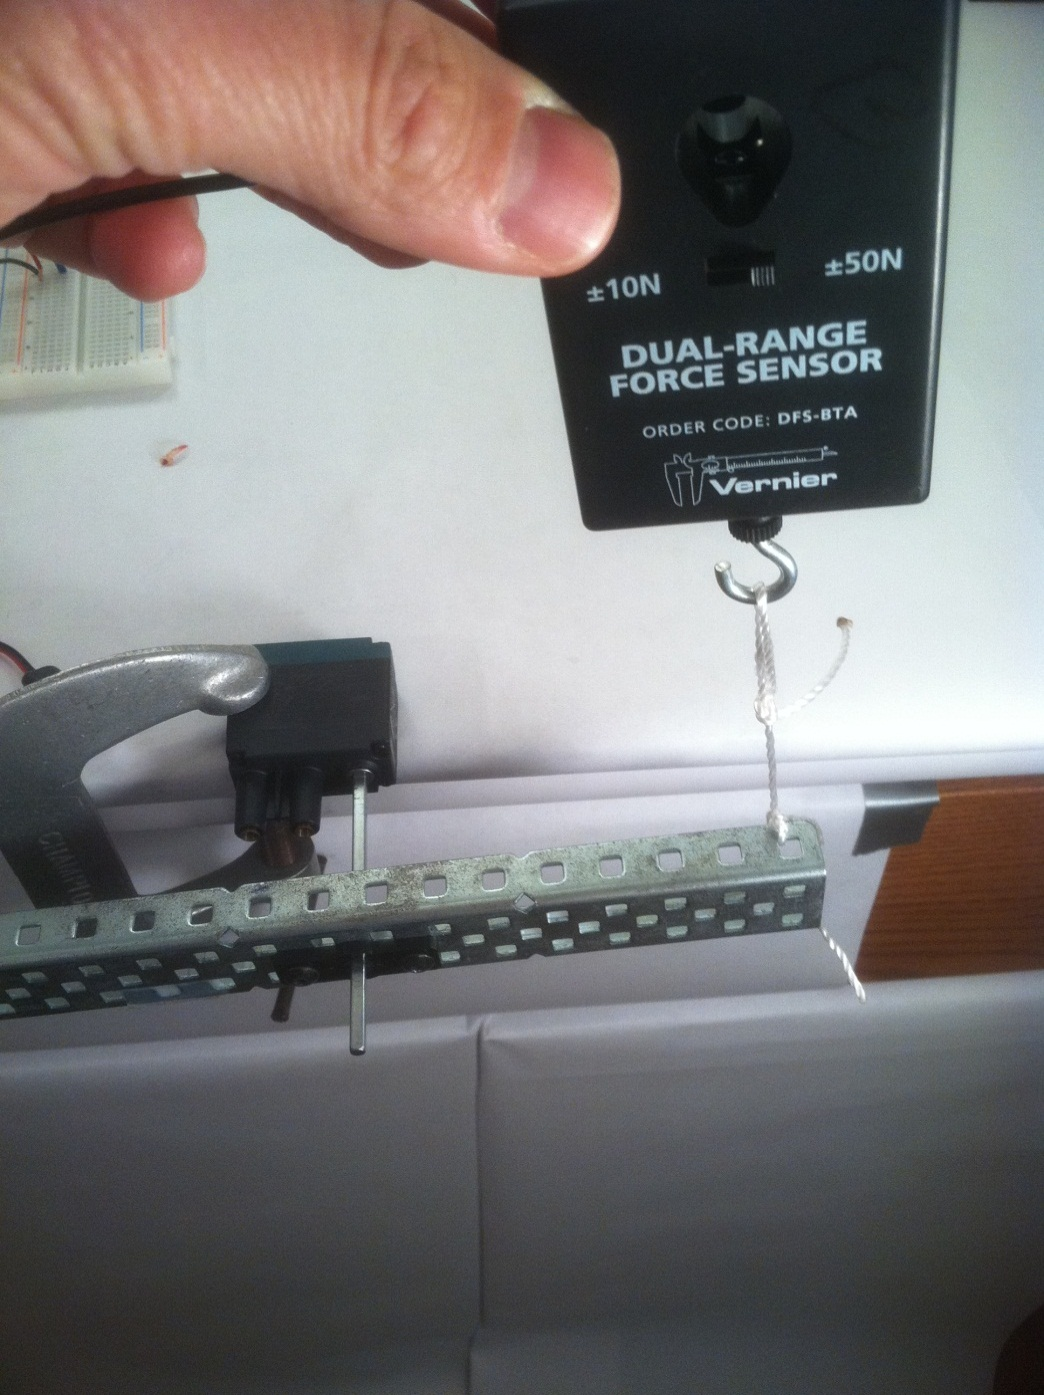 ±10N ±50N
DUAL-RANGE
FORCE SENSOR
ORDER CODE: DFS-BTA
Vernier